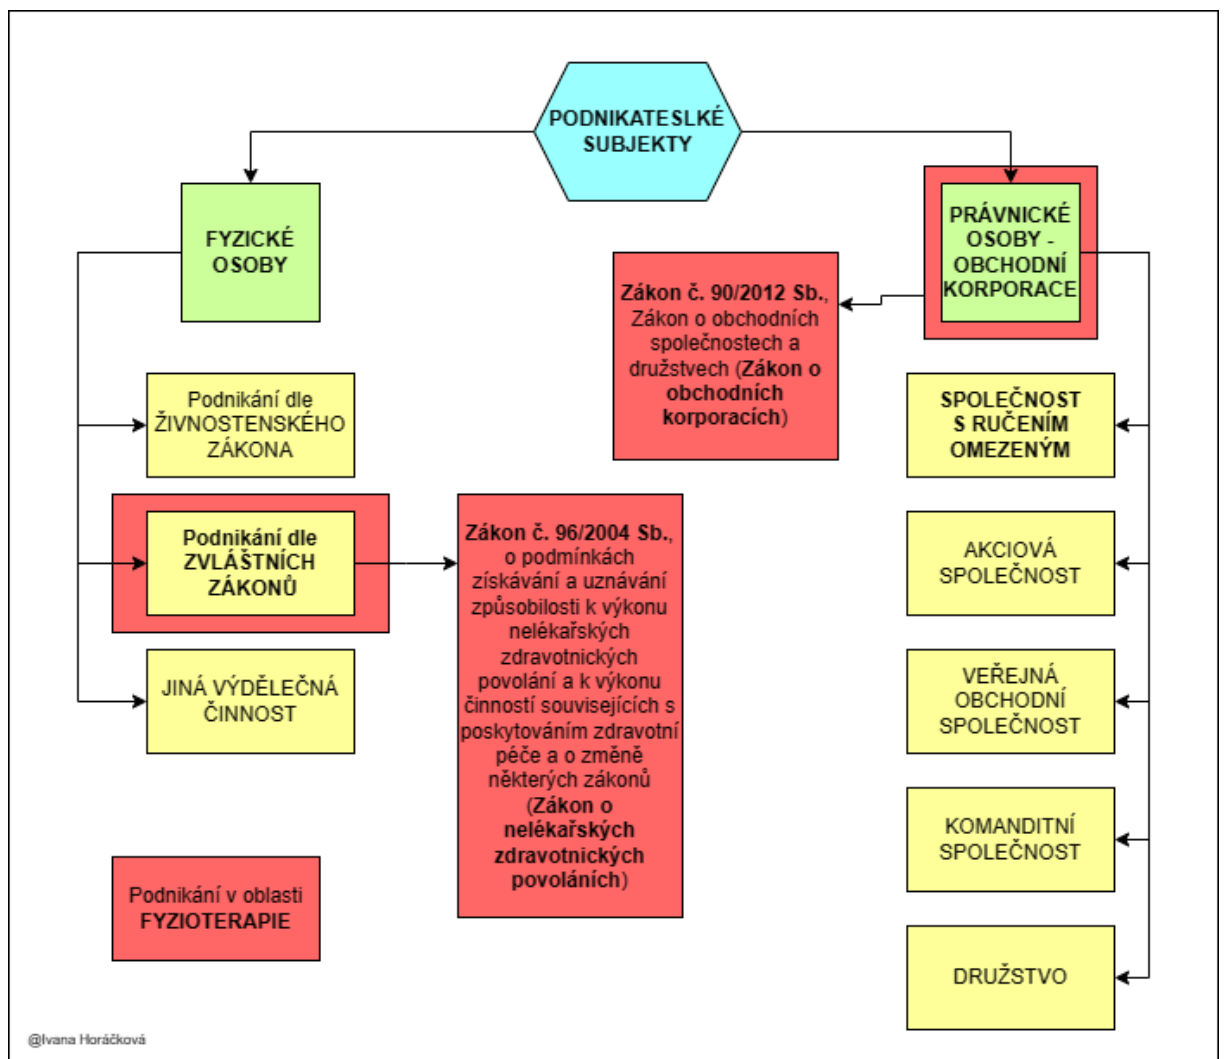 PODNIKATESLKÉ
SUBJEKTY
FYZICKÉ
OSOBY
PRÁVNICKÉ
OSOBY -
OBCHODNÍ
KORPORACE
Zákon č. 90/2012 Sb.,
Zákon o obchodních
společnostech a
družstvech (Zákon o
obchodních
korporacích)
Podnikání dle
ŽIVNOSTENSKÉHO
ZÁKONA
Podnikání dle
ZVLÁŠTNÍCH
ZÁKONŮ
JINÁ VÝDĚLEČNÁ
ČINNOST
Zákon č. 96/2004 Sb.,
o podmínkách
získávání a uznávání
způsobilosti k výkonu
nelékařských
zdravotnických
povolání a k výkonu
činností souvisejících s
poskytováním zdravotní
péče a o změně
některých zákonů
(Zákon o
nelékařských
zdravotnických
povoláních)
SPOLEČNOST
S RUČENÍM
OMEZENÝM
AKCIOVÁ
SPOLEČNOST
VEŘEJNÁ
OBCHODNÍ
SPOLEČNOST
KOMANDITNÍ
SPOLEČNOST
DRUŽSTVO
Podnikání v oblasti
FYZIOTERAPIE
@Ivana Horáčková